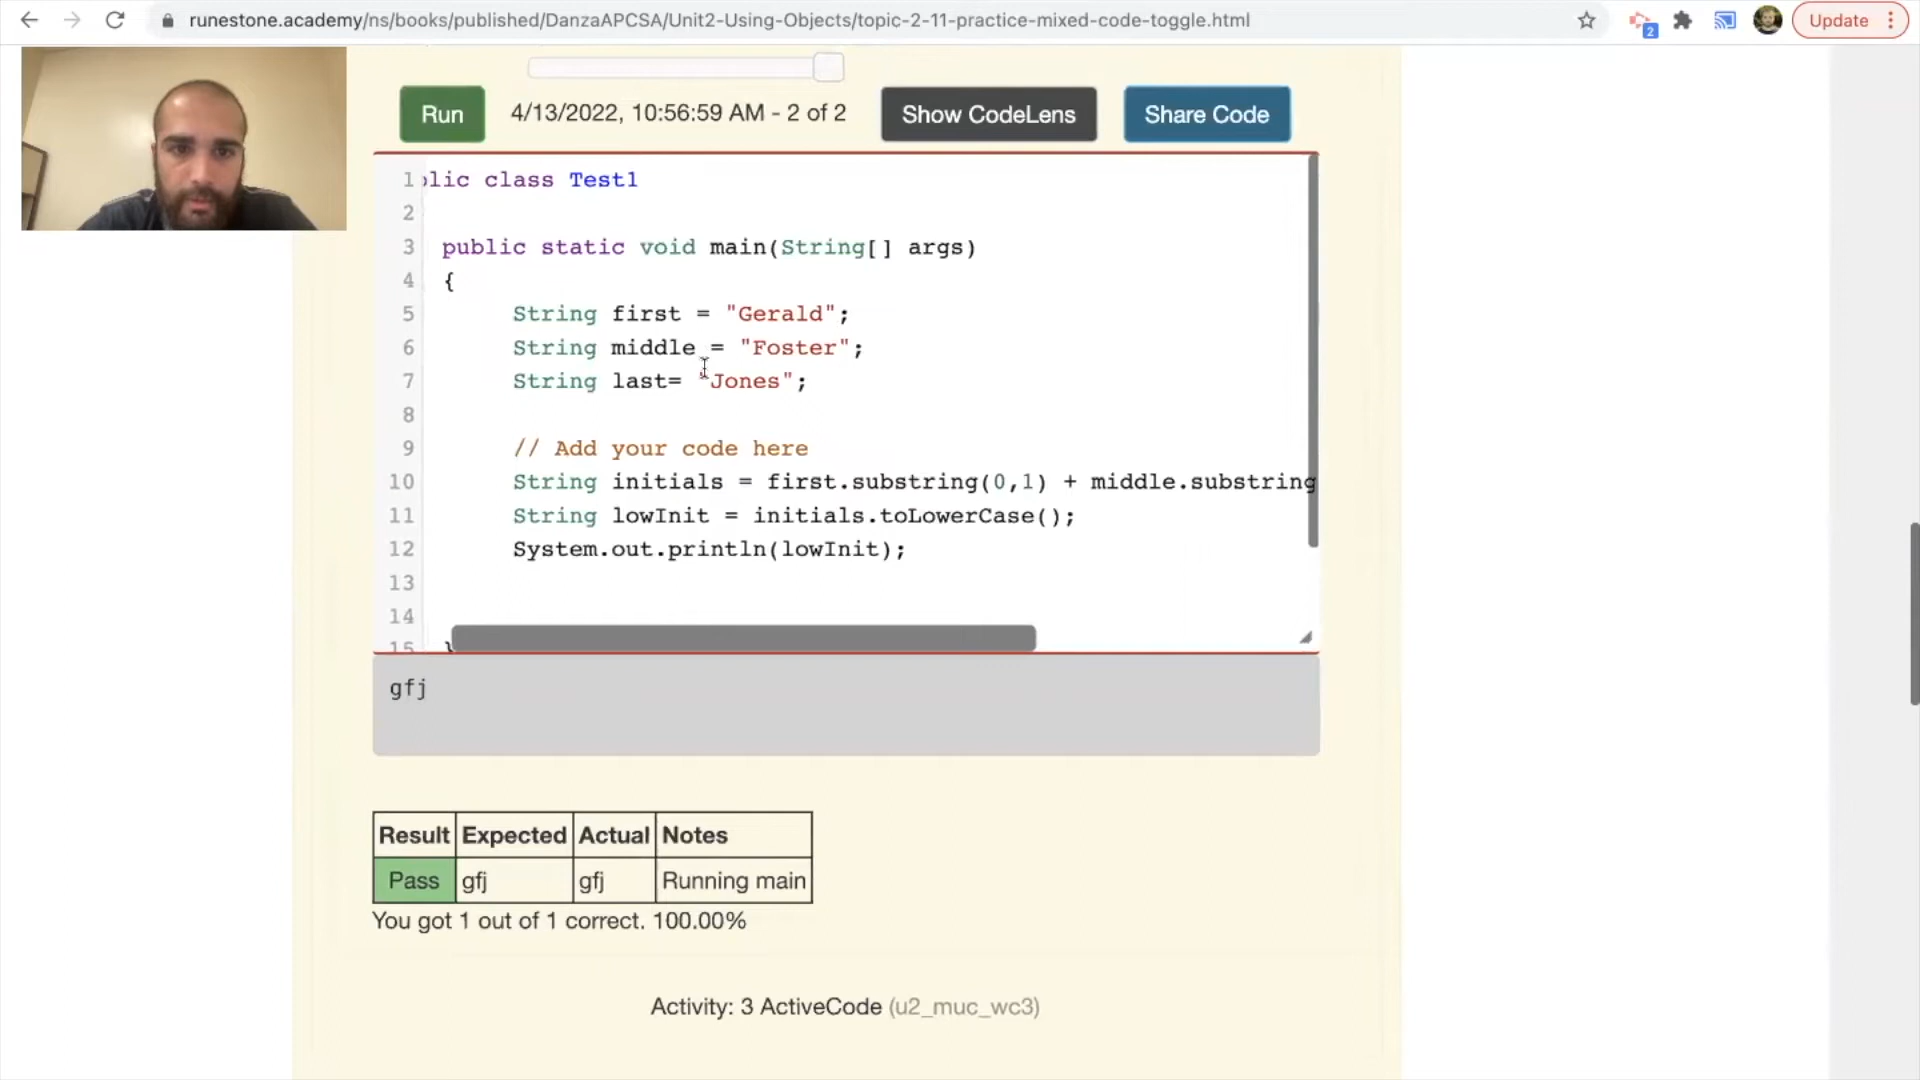 runestone.academy/ns/books/published/DanzaAPCSA/Unit2-Using-Objects/topic-2-11-practice-mixed-code-toggle.html
2
Update
Run
4/13/2022, 10:56:59 AM - 2 of 2
Show CodeLens
Share Code
1 lic class Test1
2
3 public static void main(String[] args)
4 {
5 String first = "Gerald";
6 String middle = "Foster";
7 String last= "Jones";
8
9 // Add your code here
10 String initials = first.substring(0,1) + middle.substring
11 String lowInit = initials.toLowerCase();
12 System.out.println(lowInit);
13
14
15 }
gfj
Result Expected Actual Notes
Pass gfj gfj Running main
You got 1 out of 1 correct. 100.00%
Activity: 3 ActiveCode (u2_muc_wc3)